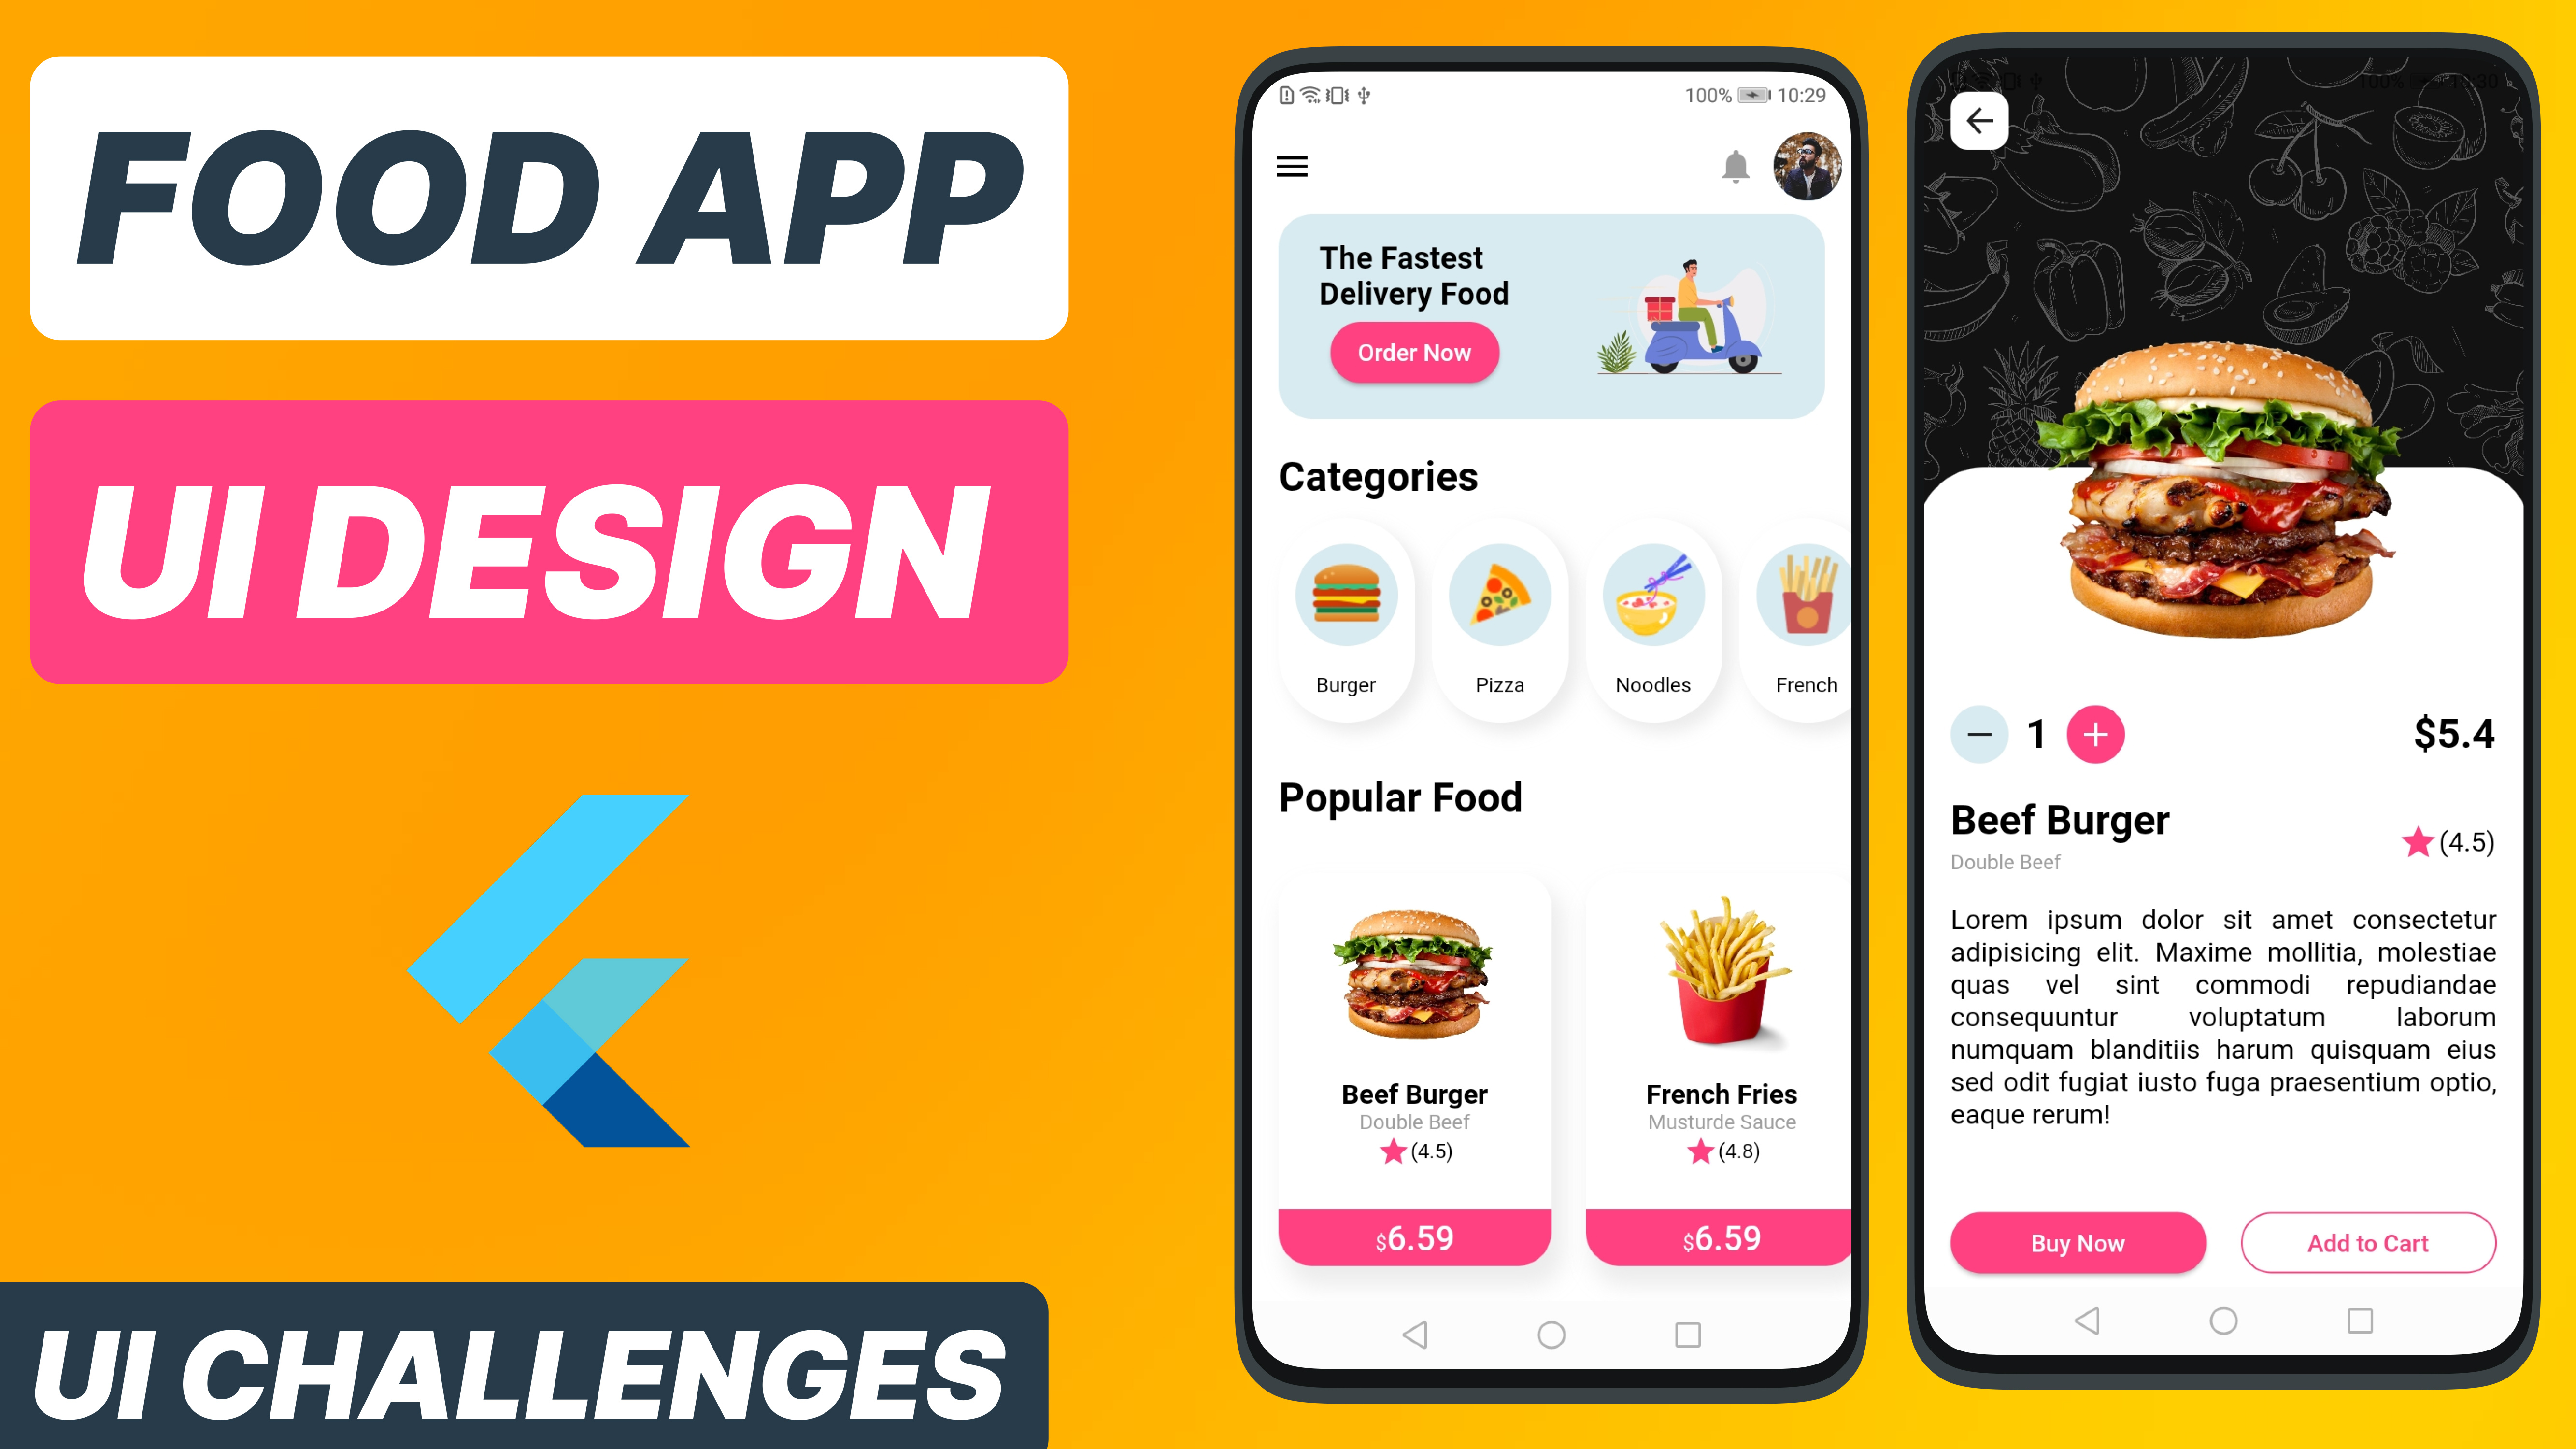 FOOD APP
UI DESIGN
UI CHALLENGES
100% 10:29
The Fastest
Delivery Food
Order Now
Categories
Burger Pizza Noodles French
Popular Food
Beef Burger
Double Beef
(4.5)
$6.59
French Fries
Musturde Sauce
(4.8)
$6.59
100%
1 $5.4
Beef Burger
Double Beef
(4.5)
Lorem ipsum dolor sit amet consectetur
adipisicing elit. Maxime mollitia, molestiae
quas vel sint commodi repudiandae
consequuntur voluptatum laborum
numquam blanditiis harum quisquam eius
sed odit fugiat iusto fuga praesentium optio,
eaque rerum!
Buy Now Add to Cart